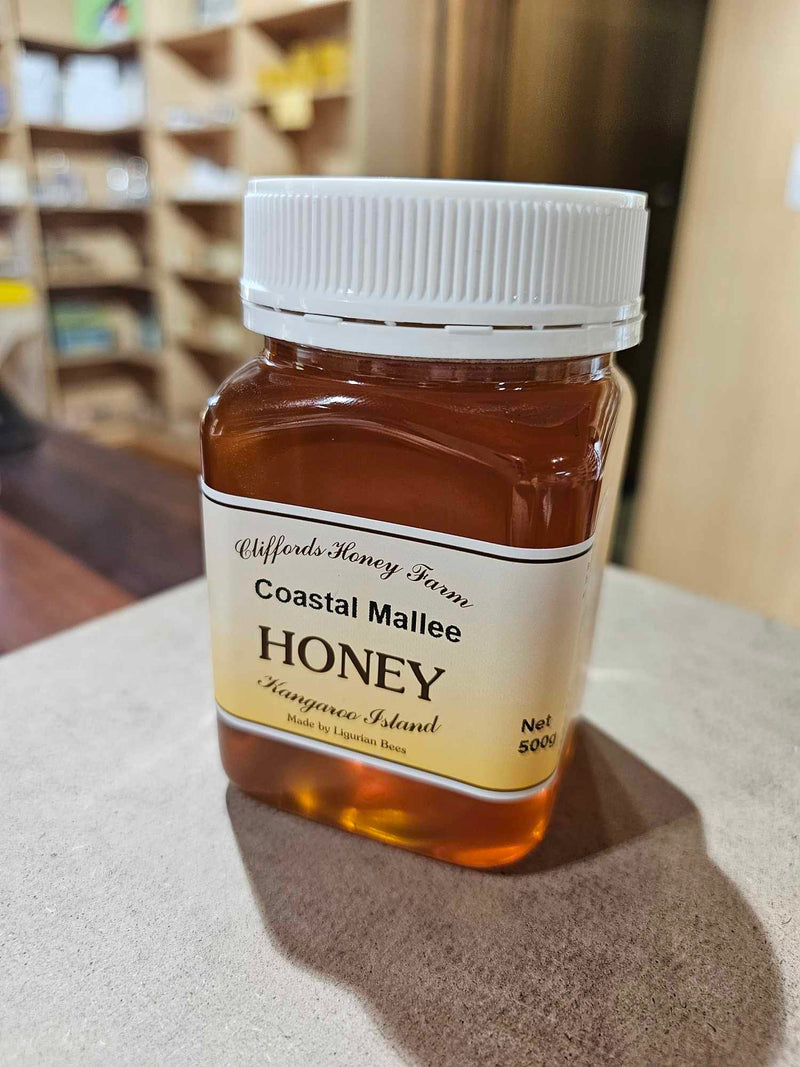 Cliffords Honey Farm
Coastal Mallee
HONEY
Kangaroo Island
Made by Ligurian Bees
Net
500g